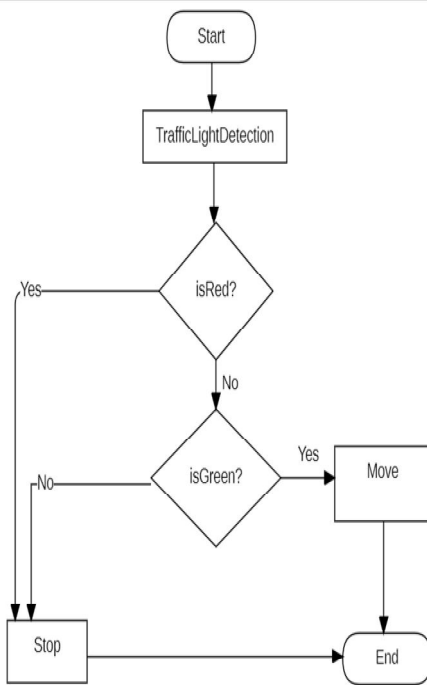 Start
TrafficLightDetection
isRed?
Yes
No
isGreen?
Yes
No
Move
Stop
End